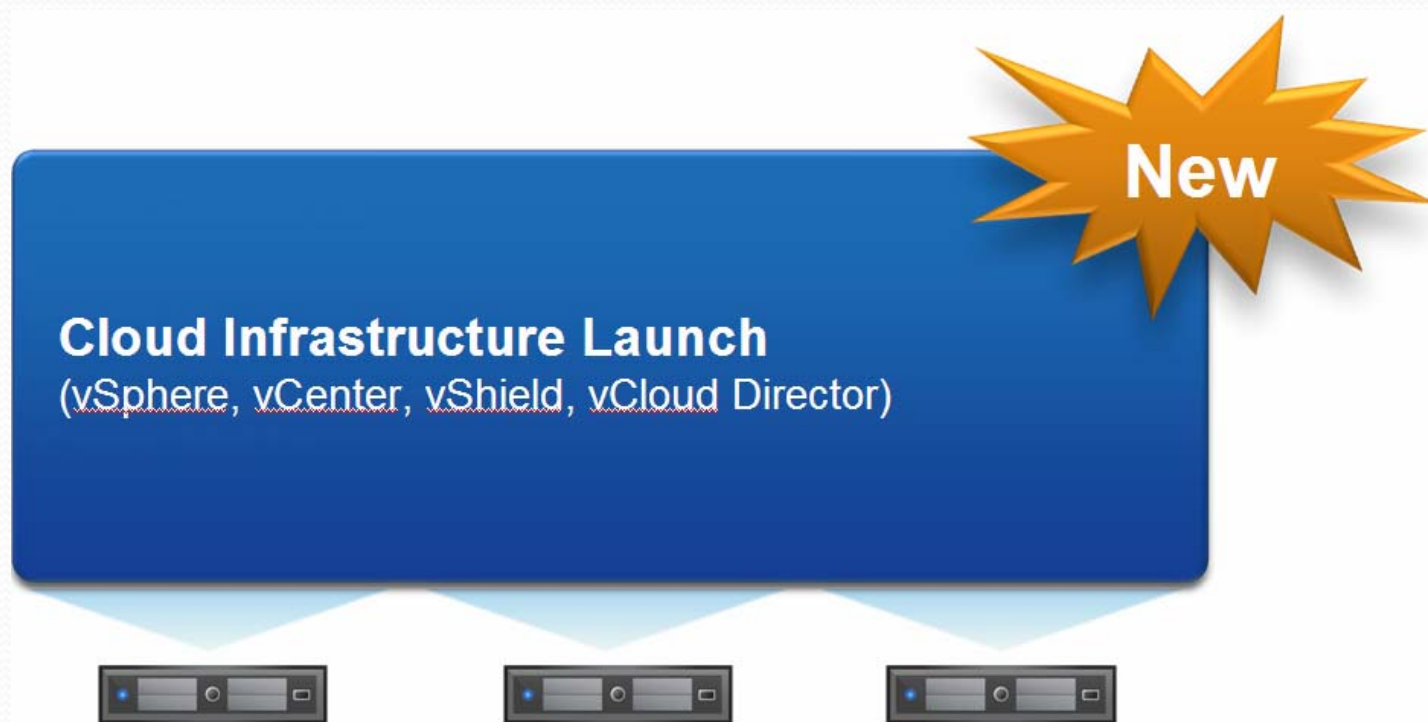 New
Cloud Infrastructure Launch
(vSphere, vCenter, vShield, vCloud Director)